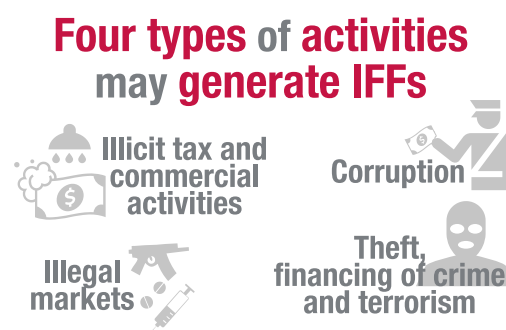 Four types of activities
may generate IFFs
Illicit tax and
commercial
activities
Corruption
Illegal
markets
Theft,
financing of crime
and terrorism